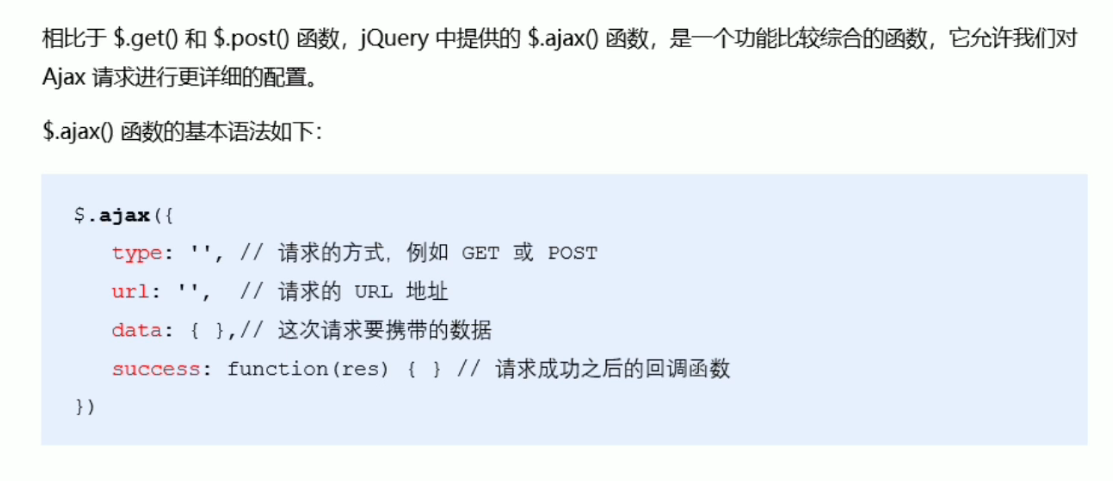 相比于 $.get() 和 $.post() 函数，jQuery 中提供的 $.ajax() 函数，是一个功能比较综合的函数，它允许我们对
Ajax 请求进行更详细的配置。
$.ajax() 函数的基本语法如下：
$.ajax({
   type: '', // 请求的方式，例如 GET 或 POST
   url: '',  // 请求的 URL 地址
   data: { },// 这次请求要携带的数据
   success: function(res) { } // 请求成功之后的回调函数
})